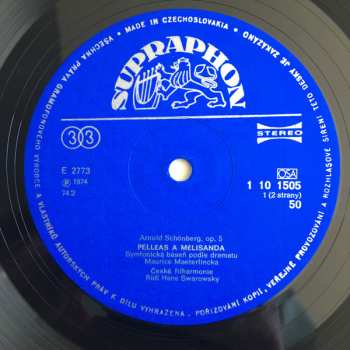 • MADE IN CZECHOSLOVAKIA •
VŠECHNA PRÁVA GRAMOFONOVÉHO VÝROBCE A VLASTNÍKŮ AUTORSKÝCH PRÁV K DÍLU VYHRAZENA. POŘIZOVÁNÍ KOPIÍ, VEŘEJNÉ PROVOZOVÁNÍ A ROZHLASOVÉ ŠÍŘENÍ TÉTO DESKY JE ZAKÁZÁNO
SUPRAPHON
33
STEREO
E 2773
℗ 1974
74 2
OSA
1 10 1505
1 (2 strany)
50
Arnold Schönberg, op. 5
PELLEAS A MELISANDA
Symfonická báseň podle dramatu
Maurice Maeterlincka
Česká filharmonie
Řídí Hans Swarowsky